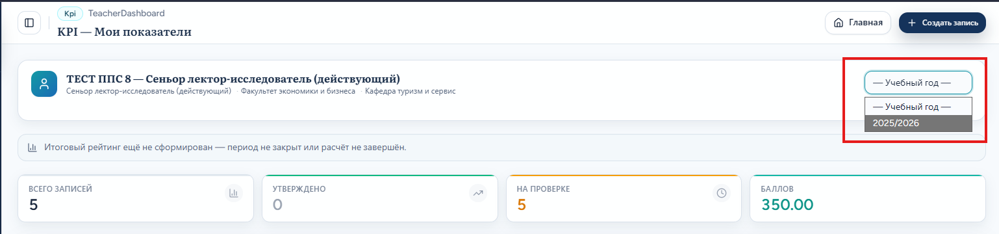 Kpi TeacherDashboard
KPI — Мои показатели
Главная
Создать запись
ТЕСТ ППС 8 — Сеньор лектор-исследователь (действующий)
Сеньор лектор-исследователь (действующий) · Факультет экономики и бизнеса · Кафедра туризм и сервис
— Учебный год —
— Учебный год —
2025/2026
Итоговый рейтинг ещё не сформирован — период не закрыт или расчёт не завершён.
ВСЕГО ЗАПИСЕЙ
5
УТВЕРЖДЕНО
0
НА ПРОВЕРКЕ
5
БАЛЛОВ
350.00